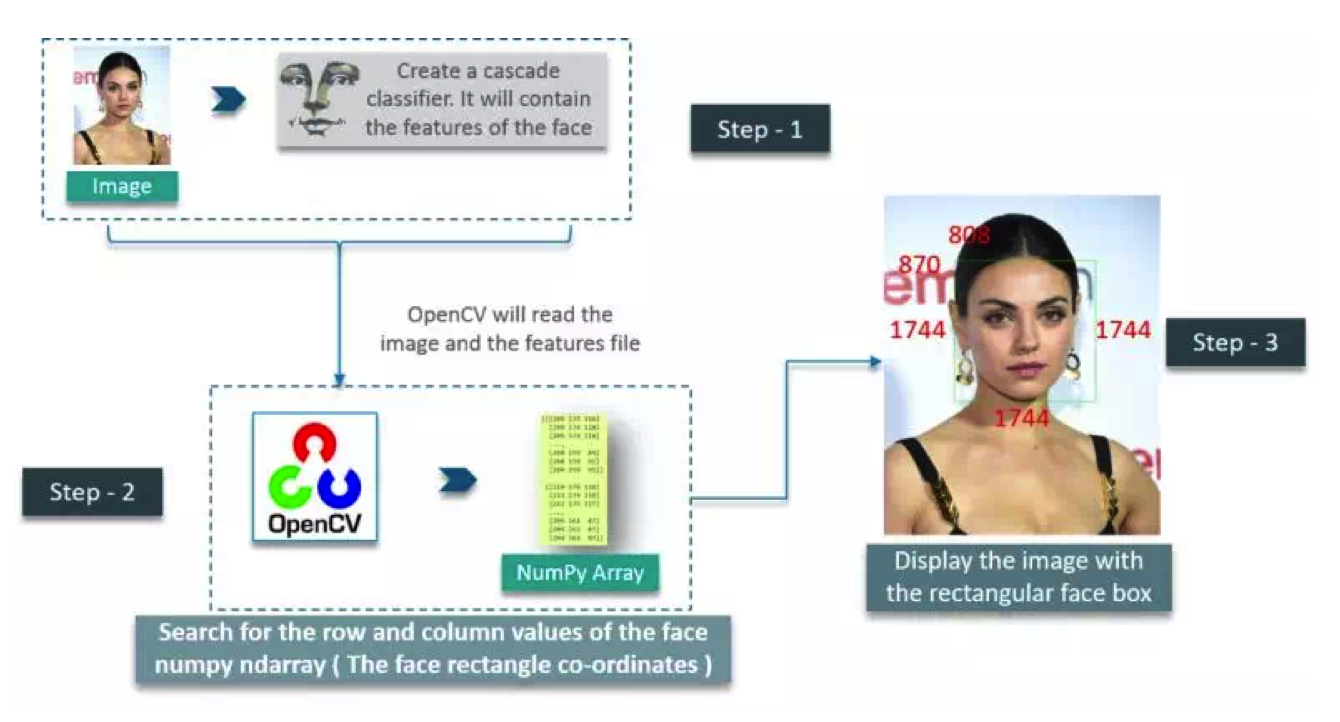 Create a cascade
classifier. It will contain
the features of the face
Image
Step - 1
OpenCV will read the
image and the features file
Step - 2
OpenCV
NumPy Array
Search for the row and column values of the face
numpy ndarray ( The face rectangle co-ordinates )
808
870
1744
1744
1744
Step - 3
Display the image with
the rectangular face box